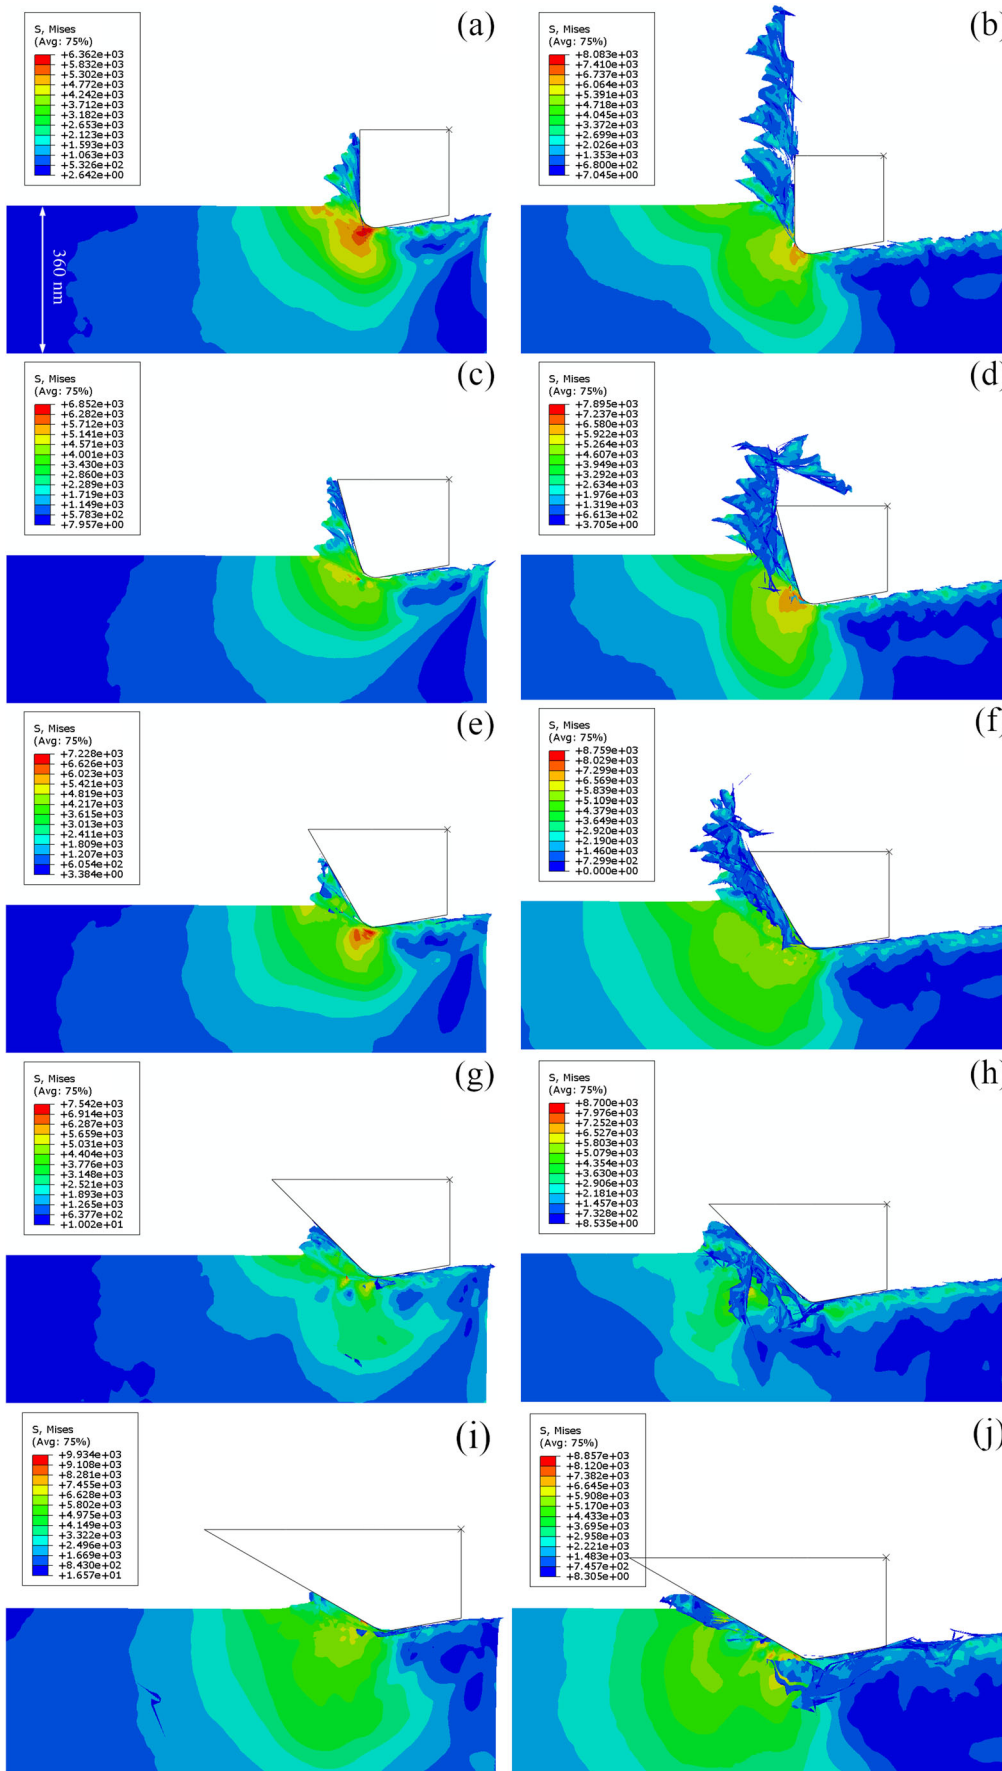 (a)
S, Mises
(Avg: 75%)
+6.362e+03
+5.832e+03
+5.302e+03
+4.772e+03
+4.242e+03
+3.712e+03
+3.182e+03
+2.653e+03
+2.123e+03
+1.593e+03
+1.063e+03
+5.326e+02
+2.642e+00
360 nm
(b)
S, Mises
(Avg: 75%)
+8.083e+03
+7.410e+03
+6.737e+03
+6.064e+03
+5.391e+03
+4.718e+03
+4.045e+03
+3.372e+03
+2.699e+03
+2.026e+03
+1.353e+03
+6.800e+02
+7.045e+00
(c)
S, Mises
(Avg: 75%)
+6.852e+03
+6.282e+03
+5.712e+03
+5.141e+03
+4.571e+03
+4.001e+03
+3.430e+03
+2.860e+03
+2.289e+03
+1.719e+03
+1.149e+03
+5.783e+02
+7.957e+00
(d)
S, Mises
(Avg: 75%)
+7.895e+03
+7.237e+03
+6.580e+03
+5.922e+03
+5.264e+03
+4.607e+03
+3.949e+03
+3.292e+03
+2.634e+03
+1.976e+03
+1.319e+03
+6.613e+02
+3.705e+00
(e)
S, Mises
(Avg: 75%)
+7.228e+03
+6.626e+03
+6.023e+03
+5.421e+03
+4.819e+03
+4.217e+03
+3.615e+03
+3.013e+03
+2.411e+03
+1.809e+03
+1.207e+03
+6.054e+02
+3.384e+00
(f)
S, Mises
(Avg: 75%)
+8.759e+03
+8.029e+03
+7.299e+03
+6.569e+03
+5.839e+03
+5.109e+03
+4.379e+03
+3.649e+03
+2.920e+03
+2.190e+03
+1.460e+03
+7.299e+02
+0.000e+00
(g)
S, Mises
(Avg: 75%)
+7.542e+03
+6.914e+03
+6.287e+03
+5.659e+03
+5.031e+03
+4.404e+03
+3.776e+03
+3.148e+03
+2.521e+03
+1.893e+03
+1.265e+03
+6.377e+02
+1.002e+01
(h)
S, Mises
(Avg: 75%)
+8.700e+03
+7.976e+03
+7.252e+03
+6.527e+03
+5.803e+03
+5.079e+03
+4.354e+03
+3.630e+03
+2.906e+03
+2.181e+03
+1.457e+03
+7.328e+02
+8.535e+00
(i)
S, Mises
(Avg: 75%)
+9.934e+03
+9.108e+03
+8.281e+03
+7.455e+03
+6.628e+03
+5.802e+03
+4.975e+03
+4.149e+03
+3.322e+03
+2.496e+03
+1.669e+03
+8.430e+02
+1.657e+01
(j)
S, Mises
(Avg: 75%)
+8.857e+03
+8.120e+03
+7.382e+03
+6.645e+03
+5.908e+03
+5.170e+03
+4.433e+03
+3.695e+03
+2.958e+03
+2.221e+03
+1.483e+03
+7.457e+02
+8.305e+00